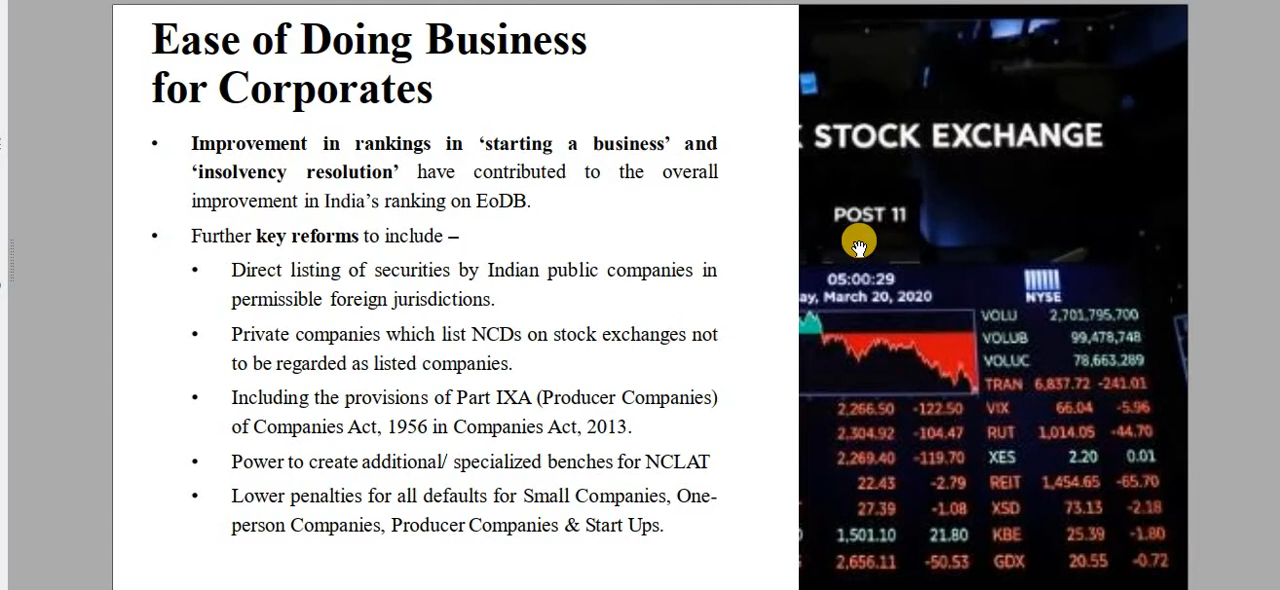 Ease of Doing Business
for Corporates
• Improvement in rankings in ‘starting a business’ and
‘insolvency resolution’ have contributed to the overall
improvement in India’s ranking on EoDB.
• Further key reforms to include –
• Direct listing of securities by Indian public companies in
permissible foreign jurisdictions.
• Private companies which list NCDs on stock exchanges not
to be regarded as listed companies.
• Including the provisions of Part IXA (Producer Companies)
of Companies Act, 1956 in Companies Act, 2013.
• Power to create additional/ specialized benches for NCLAT
• Lower penalties for all defaults for Small Companies, One-
person Companies, Producer Companies & Start Ups.
STOCK EXCHANGE
POST 11
05:00:29
ay, March 20, 2020
NYSE
VOLU 2,701,795,700
VOLUB 99,478,748
VOLUC 78,663,289
TRAN 6,837.72 -241.01
2,266.50 -122.50 VIX 66.04 -5.96
2,304.92 -104.47 RUT 1,014.05 -44.70
2,269.40 -119.70 XES 2.20 0.01
22.43 -2.79 REIT 1,454.65 -65.70
27.39 -1.08 XSD 73.13 -2.18
1,501.10 21.80 KBE 25.39 -1.80
2,656.11 -50.53 GDX 20.55 -0.72